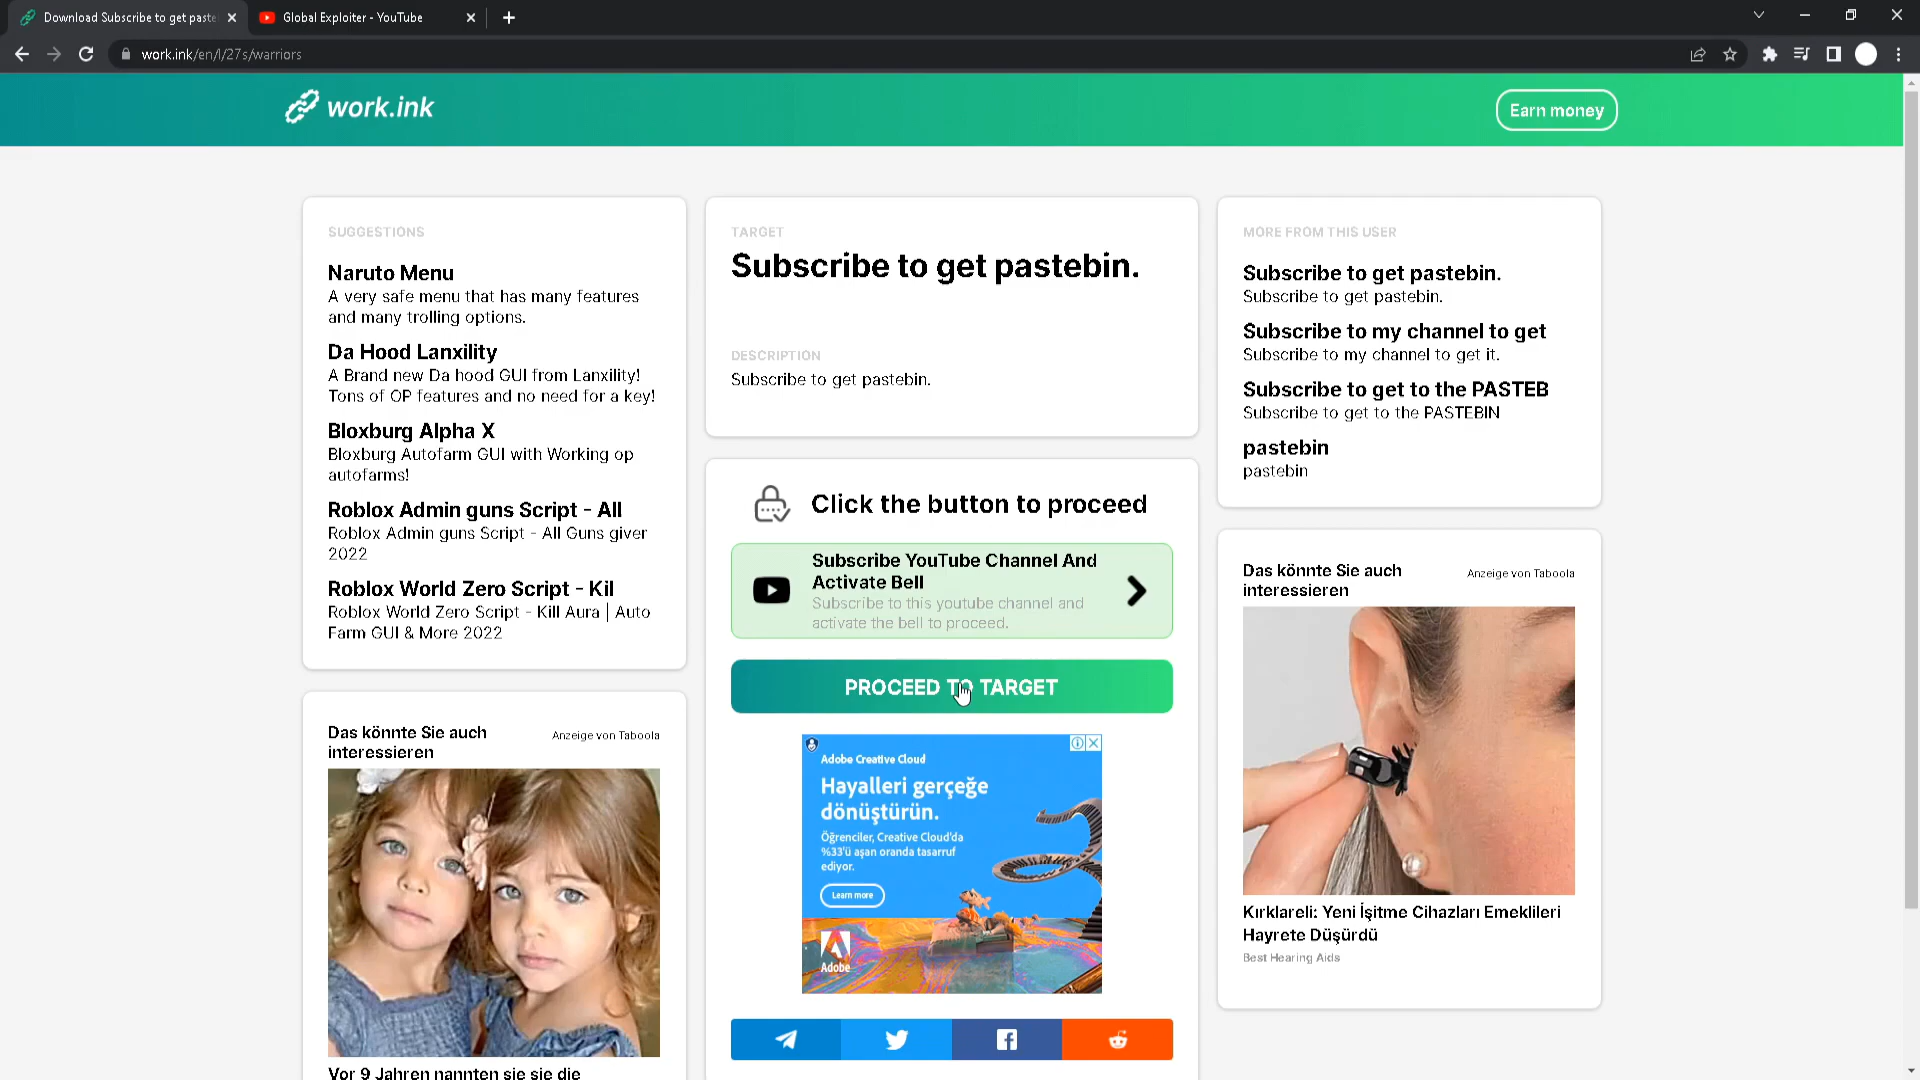 Download Subscribe to get paste
Global Exploiter - YouTube
work.ink/en/l/27s/warriors
work.ink
Earn money
SUGGESTIONS
Naruto Menu
A very safe menu that has many features
and many trolling options.
Da Hood Lanxility
A Brand new Da hood GUI from Lanxility!
Tons of OP features and no need for a key!
Bloxburg Alpha X
Bloxburg Autofarm GUI with Working op
autofarms!
Roblox Admin guns Script - All
Roblox Admin guns Script - All Guns giver
2022
Roblox World Zero Script - Kil
Roblox World Zero Script - Kill Aura | Auto
Farm GUI & More 2022
Das könnte Sie auch
interessieren
Anzeige von Taboola
Vor 9 Jahren nannten sie sie die
TARGET
Subscribe to get pastebin.
DESCRIPTION
Subscribe to get pastebin.
Click the button to proceed
Subscribe YouTube Channel And
Activate Bell
Subscribe to this youtube channel and
activate the bell to proceed.
PROCEED TO TARGET
Adobe Creative Cloud
Hayalleri gerçeğe
dönüştürün.
Öğrenciler, Creative Cloud'da
%33'ü aşan oranda tasarruf
ediyor.
Learn more
Adobe
MORE FROM THIS USER
Subscribe to get pastebin.
Subscribe to get pastebin.
Subscribe to my channel to get
Subscribe to my channel to get it.
Subscribe to get to the PASTEB
Subscribe to get to the PASTEBIN
pastebin
pastebin
Das könnte Sie auch
interessieren
Anzeige von Taboola
Kırklareli: Yeni İşitme Cihazları Emeklileri
Hayrete Düşürdü
Best Hearing Aids